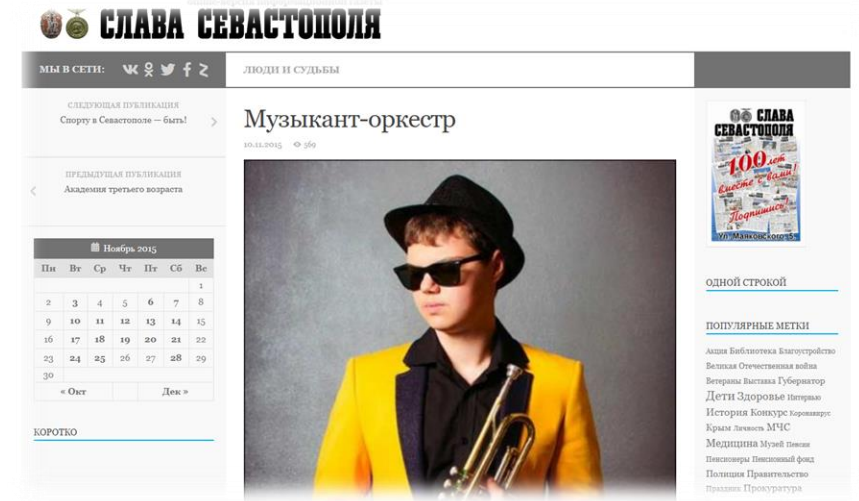 СЛАВА СЕВАСТОПОЛЯ
МЫ В СЕТИ:
ЛЮДИ И СУДЬБЫ
СЛЕДУЮЩАЯ ПУБЛИКАЦИЯ
Спорту в Севастополе — быть!
ПРЕДЫДУЩАЯ ПУБЛИКАЦИЯ
Академия третьего возраста
Ноябрь 2015
Пн Вт Ср Чт Пт Сб Вс
1
2 3 4 5 6 7 8
9 10 11 12 13 14 15
16 17 18 19 20 21 22
23 24 25 26 27 28 29
30
« Окт Дек »
КОРОТКО
Музыкант-оркестр
10.11.2015 369
СЛАВА
СЕВАСТОПОЛЯ
100 лет
вместе с вами!
Подпишись!
Ул. Маяковского 5.
ОДНОЙ СТРОКОЙ
ПОПУЛЯРНЫЕ МЕТКИ
Акция Библиотека Благоустройство
Великая Отечественная война
Ветераны Выставка Губернатор
Дети Здоровье Интервью
История Конкурс Коронавирус
Крым Личность МЧС
Медицина Музей Пенсии
Пенсионеры Пенсионный фонд
Полиция Правительство
Праздник Прокуратура